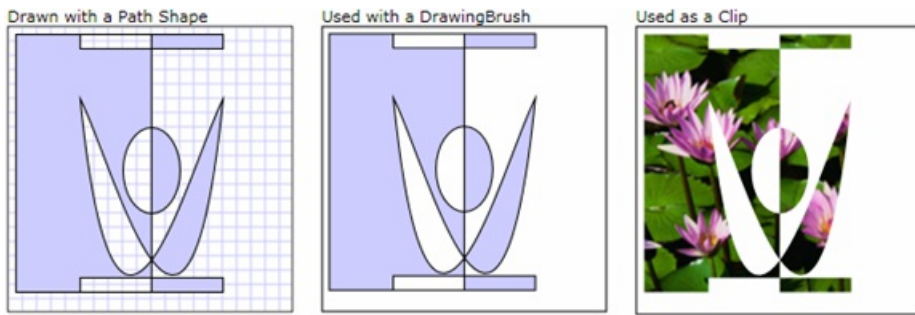 Drawn with a Path Shape
Used with a DrawingBrush
Used as a Clip